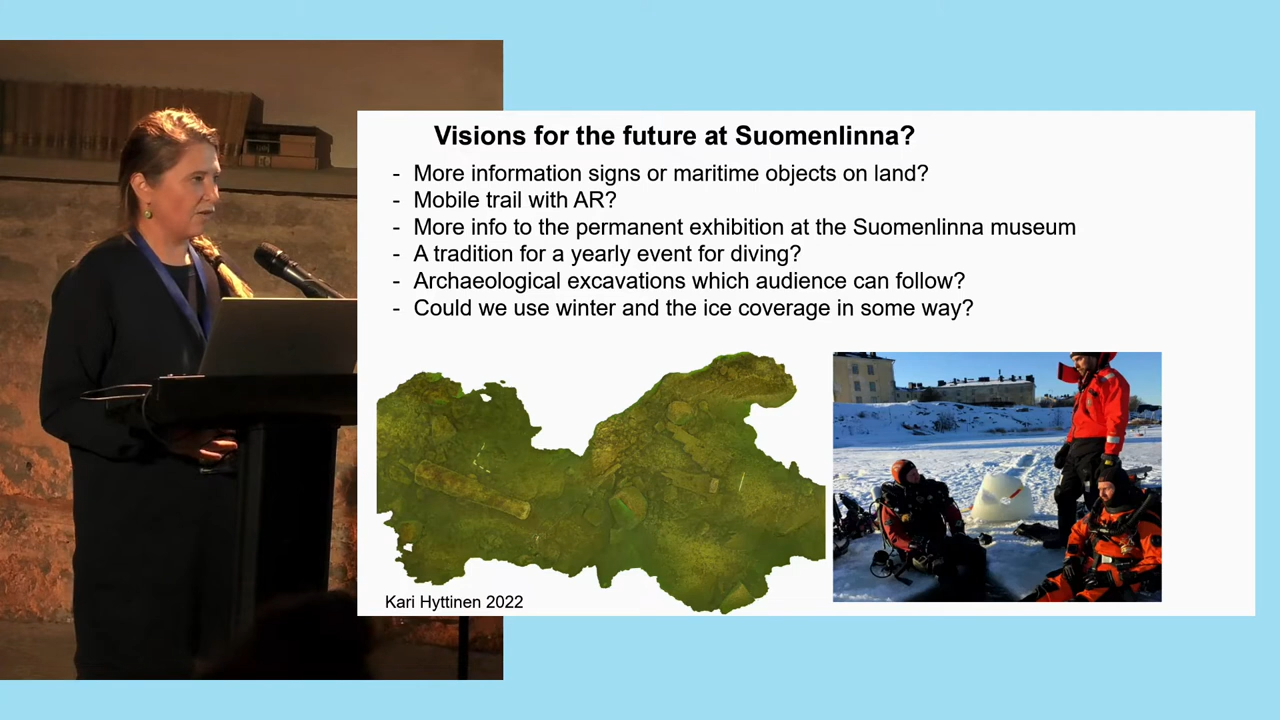 Visions for the future at Suomenlinna?
- More information signs or maritime objects on land?
- Mobile trail with AR?
- More info to the permanent exhibition at the Suomenlinna museum
- A tradition for a yearly event for diving?
- Archaeological excavations which audience can follow?
- Could we use winter and the ice coverage in some way?
Kari Hyttinen 2022